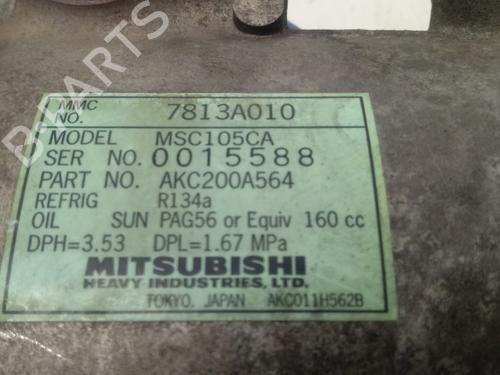 MMC NO. 7813A010
MODEL MSC105CA
SER NO. 0015588
PART NO. AKC200A564
REFRIG R134a
OIL SUN PAG56 or Equiv 160 cc
DPH=3.53 DPL=1.67 MPa
MITSUBISHI
HEAVY INDUSTRIES, LTD.
TOKYO, JAPAN AKC011H562B
B-PARTS